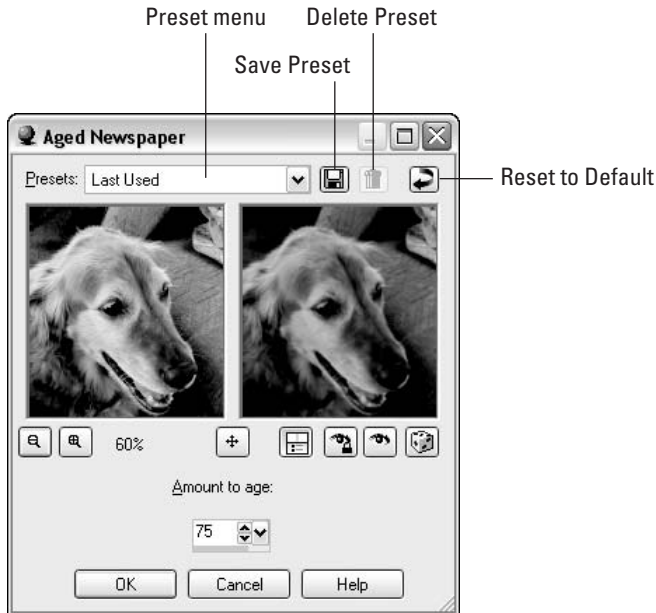 Preset menu
Delete Preset
Save Preset
Aged Newspaper
Presets: Last Used
Reset to Default
60%
Amount to age:
75
OK Cancel Help